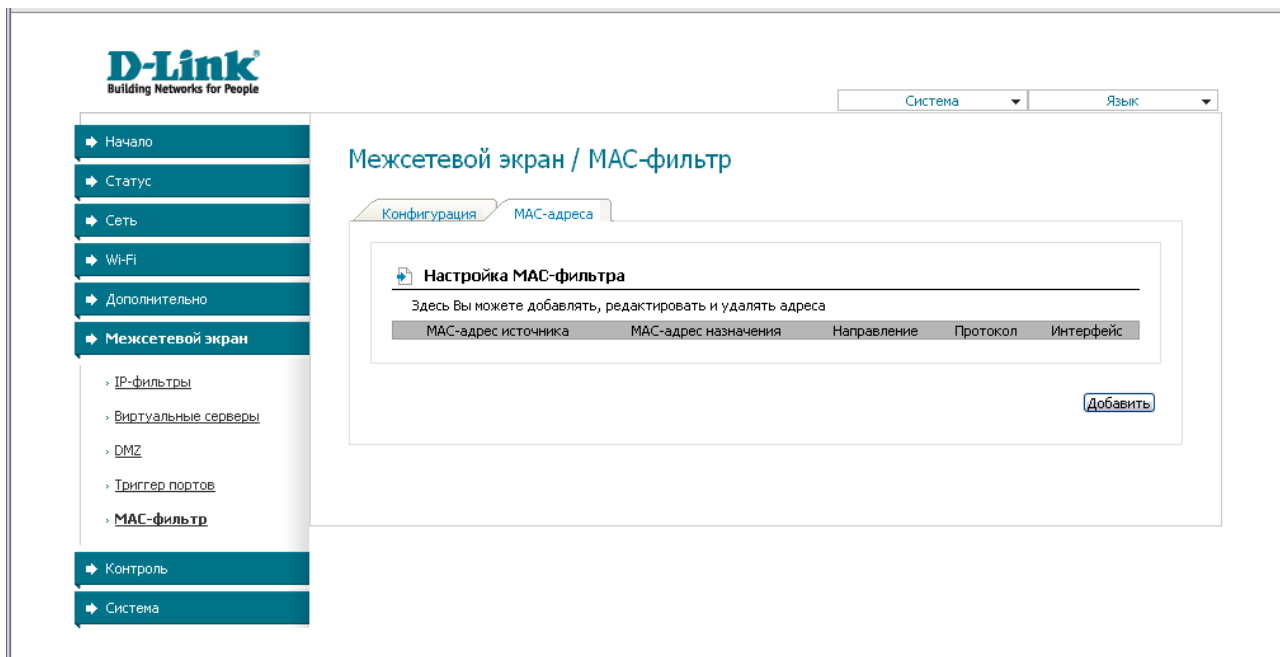 D-Link
Building Networks for People
Система
Язык
Начало
Статус
Сеть
Wi-Fi
Дополнительно
Межсетевой экран
IP-фильтры
Виртуальные серверы
DMZ
Триггер портов
MAC-фильтр
Контроль
Система
Межсетевой экран / MAC-фильтр
Конфигурация MAC-адреса
Настройка MAC-фильтра
Здесь Вы можете добавлять, редактировать и удалять адреса
MAC-адрес источника MAC-адрес назначения Направление Протокол Интерфейс
Добавить